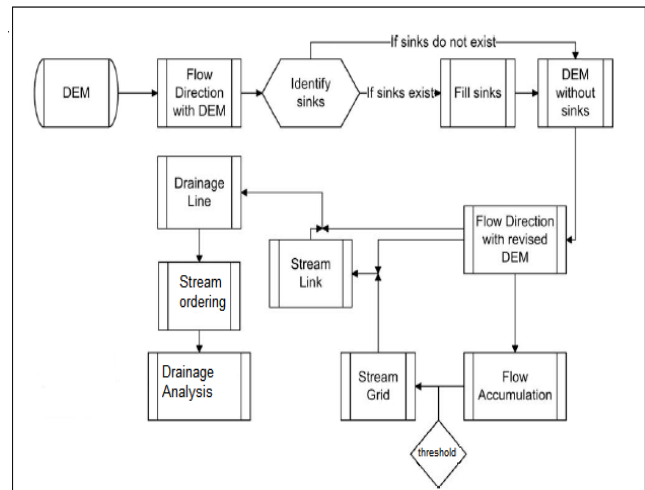 If sinks do not exist
DEM
Flow
Direction
with DEM
Identify
sinks
If sinks exist
Fill sinks
DEM
without
sinks
Drainage
Line
Flow Direction
with revised
DEM
Stream
Link
Stream
ordering
Drainage
Analysis
Stream
Grid
Flow
Accumulation
threshold